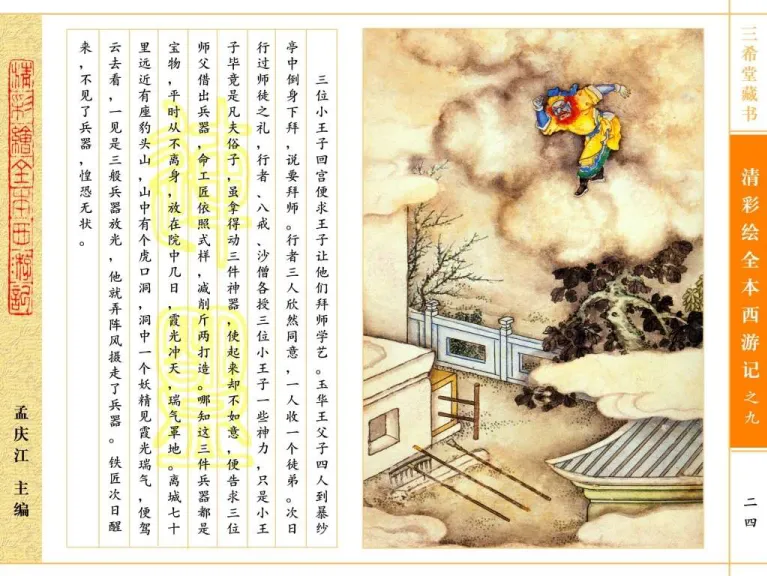 三希堂藏书
清彩绘全本西游记之九
二四
三位小王子回宫便求王子让他们拜师学艺。玉华王父子四人到暴纱
亭中倒身下拜,说要拜师。行者三人欣然同意,一人收一个徒弟。次日
行过师徒之礼,行者、八戒、沙僧各授三位小王子一些神力,只是小王
子毕竟是凡夫俗子,虽拿得动三件神器,使起来却不如意,便告求三位
师父借出兵器,命工匠依照式样,减削斤两打造。哪知这三件兵器都是
宝物,平时从不离身,放在院中几日,霞光冲天,瑞气罩地。离城七十
里远近有座豹头山,山中有个虎口洞,洞中一个妖精见霞光瑞气,便驾
云去看,一见是三般兵器放光,他就弄阵风摄走了兵器。铁匠次日醒
来,不见了兵器,惶恐无状。
清彩繪全本西游記
孟庆江 主编